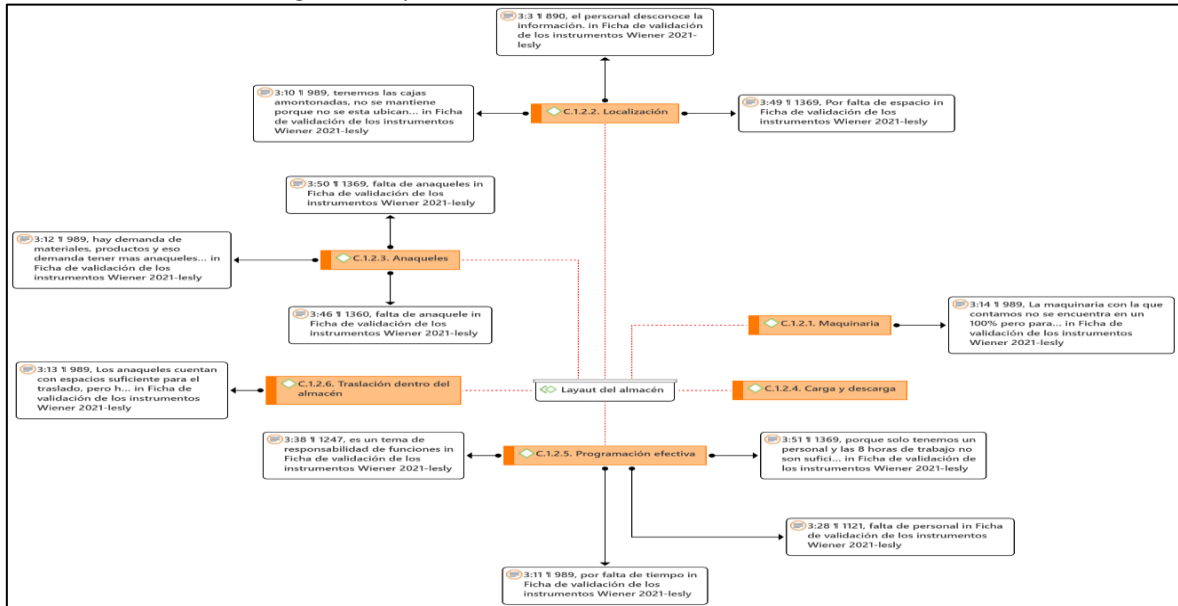 3:3 ¶ 890, el personal desconoce la
información. in Ficha de validación
de los instrumentos Wiener 2021-
lesly
3:10 ¶ 989, tenemos las cajas
amontonadas, no se mantiene
porque no se esta ubican... in Ficha
de validación de los instrumentos
Wiener 2021-lesly
C.1.2.2. Localización
3:49 ¶ 1369, Por falta de espacio in
Ficha de validación de los
instrumentos Wiener 2021-lesly
3:50 ¶ 1369, falta de anaqueles in
Ficha de validación de los
instrumentos Wiener 2021-lesly
3:12 ¶ 989, hay demanda de
materiales, productos y eso
demanda tener mas anaqueles... in
Ficha de validación de los
instrumentos Wiener 2021-lesly
C.1.2.3. Anaqueles
3:46 ¶ 1360, falta de anaquele in
Ficha de validación de los
instrumentos Wiener 2021-lesly
C.1.2.1. Maquinaria
3:14 ¶ 989, La maquinaria con la que
contamos no se encuentra en un
100% pero para... in Ficha de
validación de los instrumentos
Wiener 2021-lesly
3:13 ¶ 989, Los anaqueles cuentan
con espacios suficiente para el
traslado, pero h... in Ficha de
validación de los instrumentos
Wiener 2021-lesly
C.1.2.6. Traslación dentro del
almacén
Layaut del almacén
C.1.2.4. Carga y descarga
3:38 ¶ 1247, es un tema de
responsabilidad de funciones in
Ficha de validación de los
instrumentos Wiener 2021-lesly
C.1.2.5. Programación efectiva
3:51 ¶ 1369, porque solo tenemos un
personal y las 8 horas de trabajo no
son sufici... in Ficha de validación de
los instrumentos Wiener 2021-lesly
3:28 ¶ 1121, falta de personal in Ficha
de validación de los instrumentos
Wiener 2021-lesly
3:11 ¶ 989, por falta de tiempo in
Ficha de validación de los
instrumentos Wiener 2021-lesly